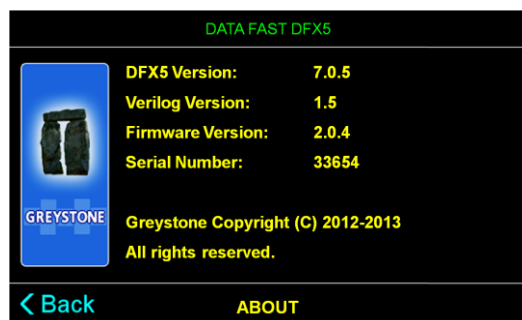 DATA FAST DFX5
DFX5 Version: 7.0.5
Verilog Version: 1.5
Firmware Version: 2.0.4
Serial Number: 33654
GREYSTONE
Greystone Copyright (C) 2012-2013
All rights reserved.
Back
ABOUT